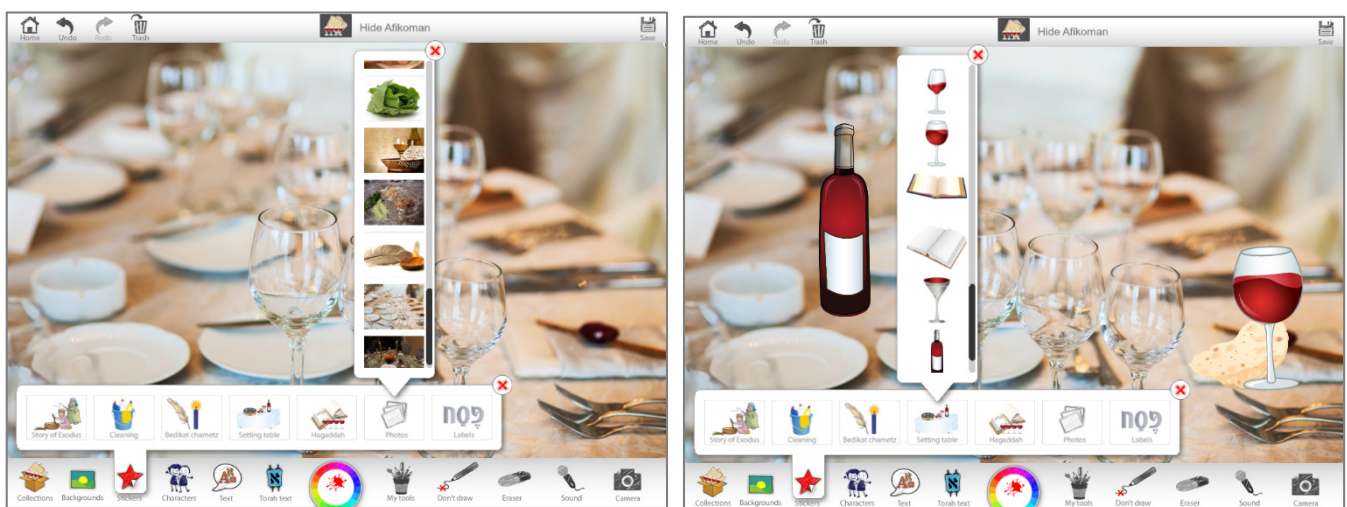 Home Undo Redo Trash Hide Afikoman Save
Story of Exodus Cleaning Bedikat chametz Setting table Hagaddah Photos Labels
פֶסח
Collections Backgrounds Stickers Characters Text Torah text My tools Don't draw Eraser Sound Camera
Home Undo Redo Trash Hide Afikoman Save
Story of Exodus Cleaning Bedikat chametz Setting table Hagaddah Photos Labels
פֶסח
Collections Backgrounds Stickers Characters Text Torah text My tools Don't draw Eraser Sound Camera